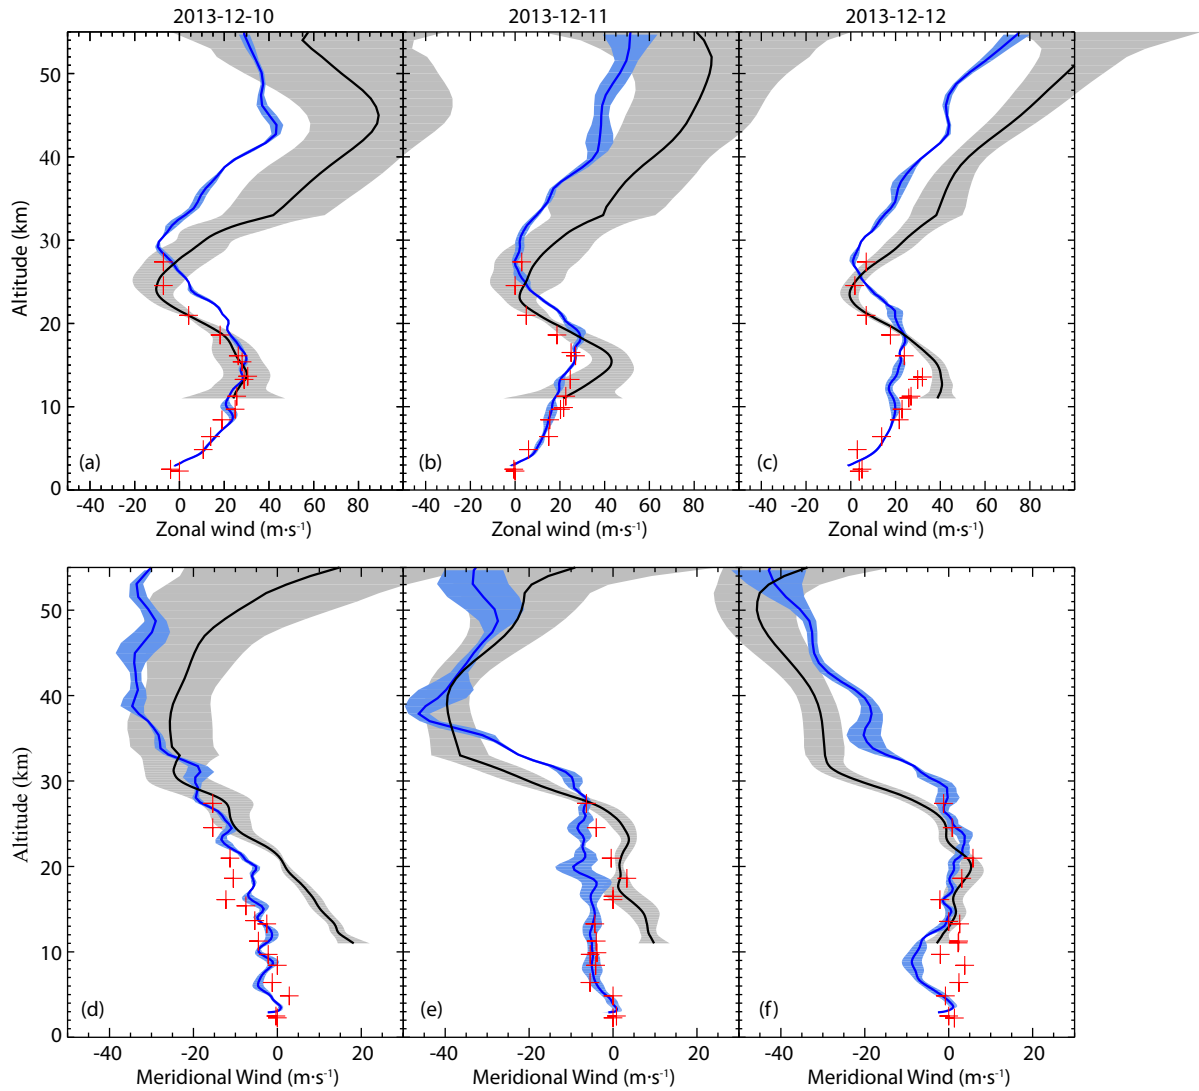 2013-12-10 2013-12-11 2013-12-12
50
40
30
20
10
0
Altitude (km)
(a) (b) (c)
-40 -20 0 20 40 60 80 -40 -20 0 20 40 60 80 -40 -20 0 20 40 60 80
Zonal wind (m·s⁻¹) Zonal wind (m·s⁻¹) Zonal wind (m·s⁻¹)
50
40
30
20
10
0
Altitude (km)
(d) (e) (f)
-40 -20 0 20 -40 -20 0 20 -40 -20 0 20
Meridional Wind (m·s⁻¹) Meridional Wind (m·s⁻¹) Meridional Wind (m·s⁻¹)